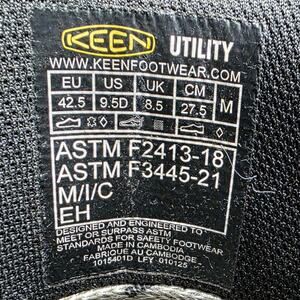 KEEN UTILITY
WWW.KEENFOOTWEAR.COM
EU US UK CM M
42.5 9.5D 8.5 27.5
ASTM F2413-18
ASTM F3445-21
M/I/C
EH
DESIGNED AND ENGINEERED TO
MEET OR SURPASS ASTM
STANDARDS FOR SAFETY FOOTWEAR
MADE IN CAMBODIA
FABRIQUE AU CAMBODGE
1015401D LFY 010125